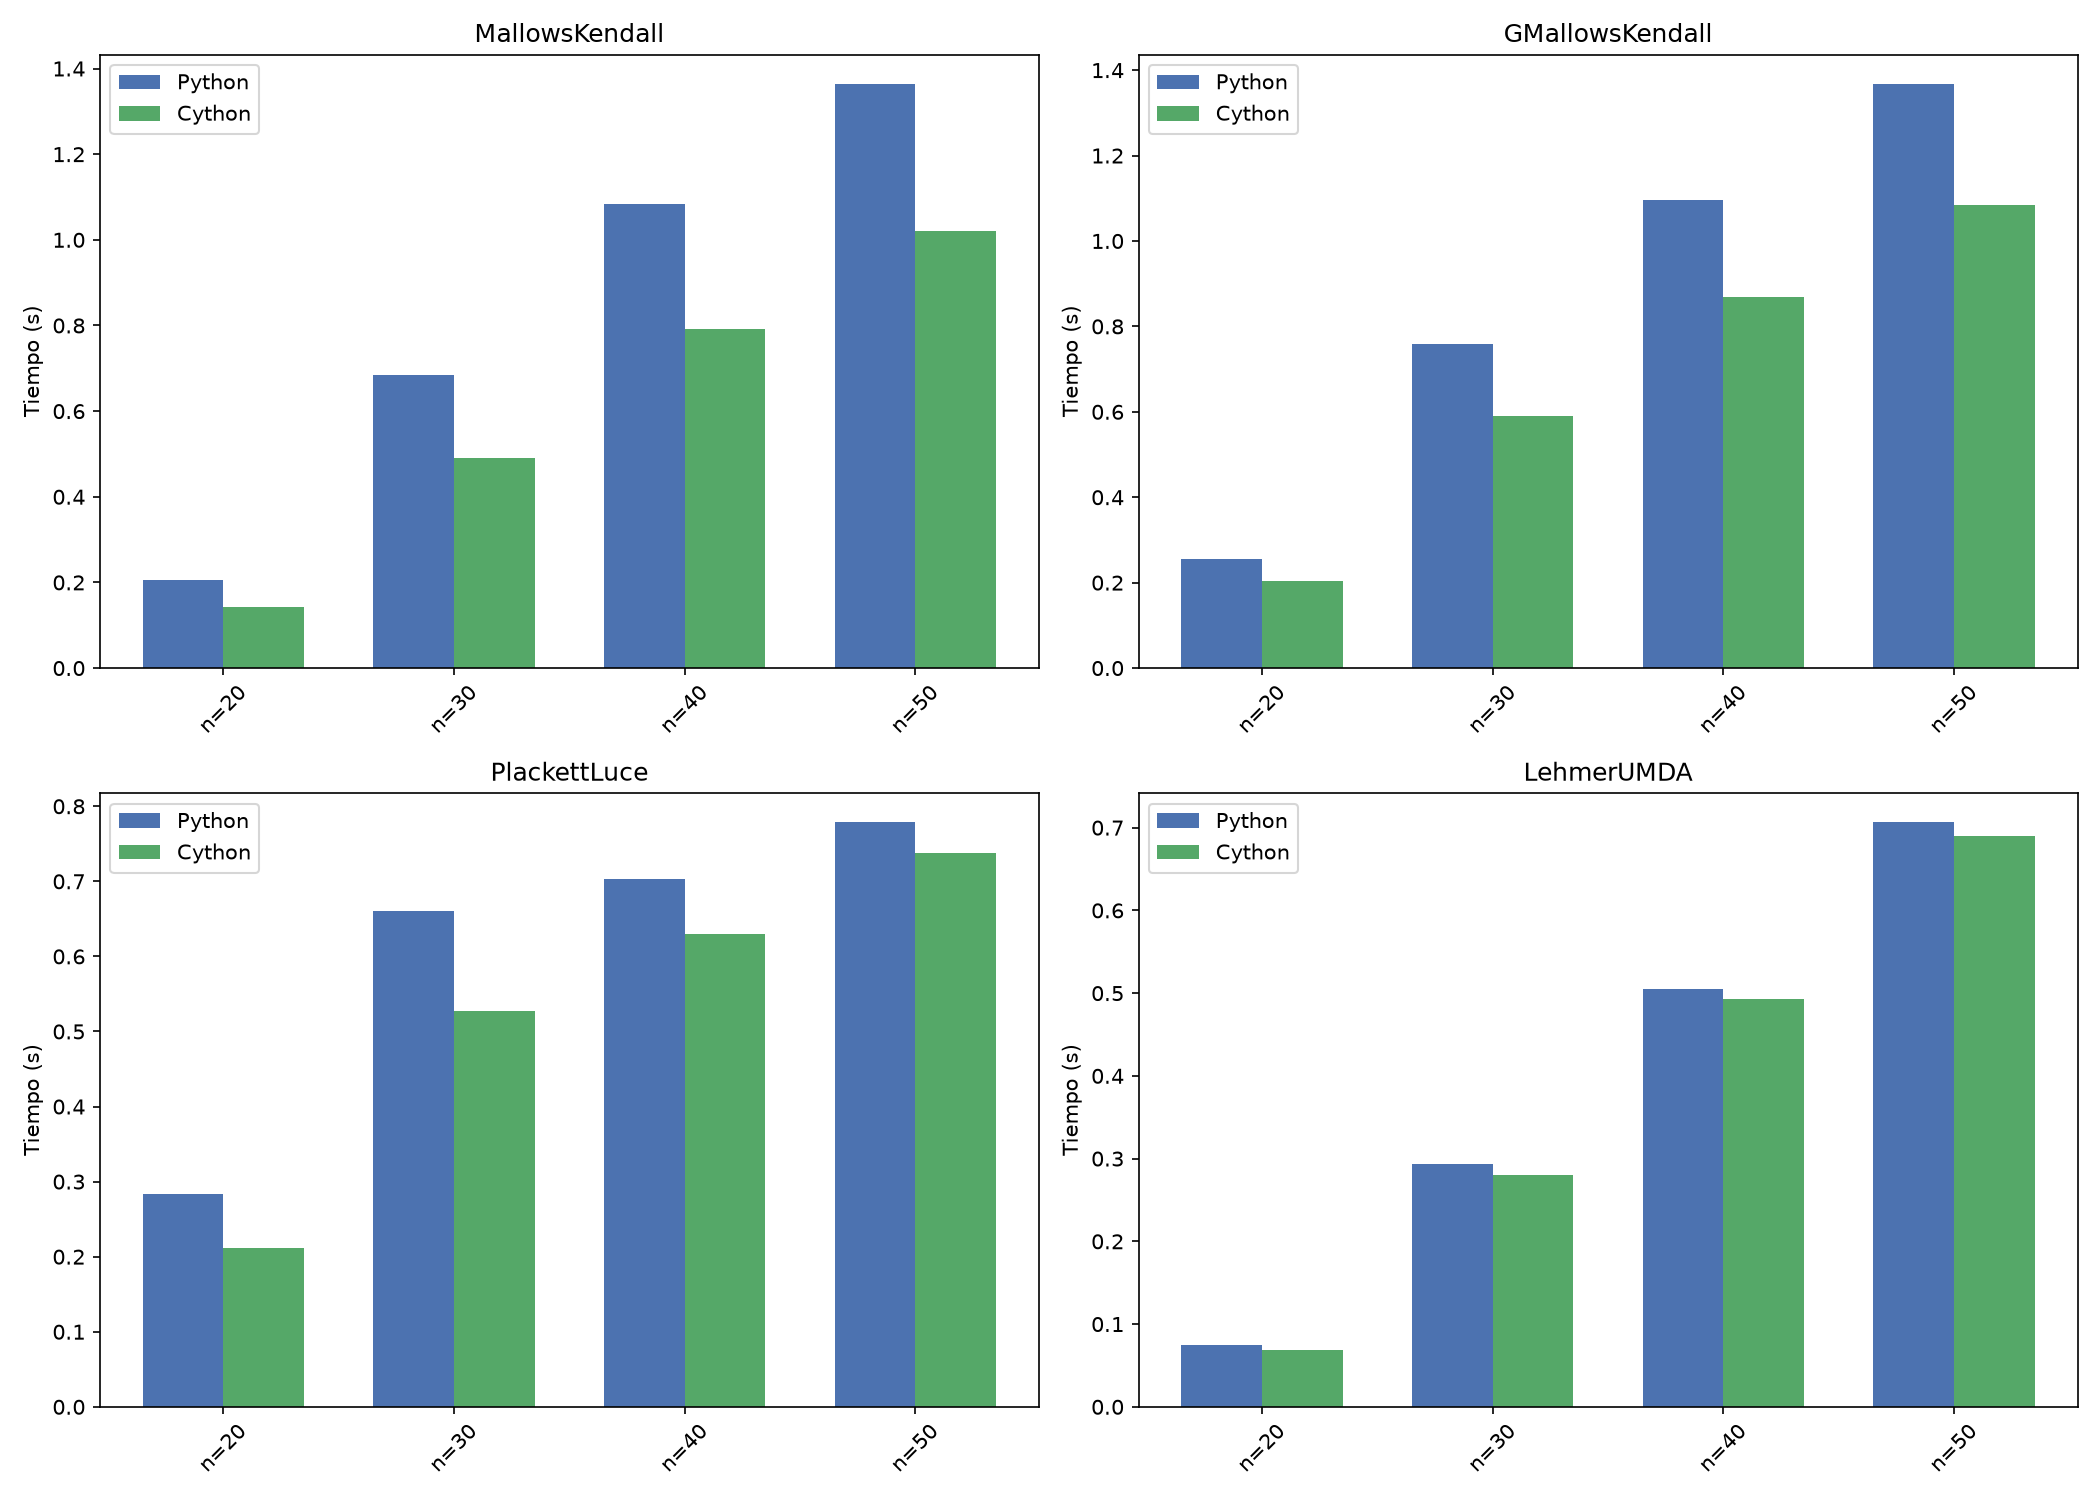 MallowsKendall
Python
Cython
Tiempo (s)
1.4
1.2
1.0
0.8
0.6
0.4
0.2
0.0
n=20
n=30
n=40
n=50
GMallowsKendall
Python
Cython
Tiempo (s)
1.4
1.2
1.0
0.8
0.6
0.4
0.2
0.0
n=20
n=30
n=40
n=50
PlackettLuce
Python
Cython
Tiempo (s)
0.8
0.7
0.6
0.5
0.4
0.3
0.2
0.1
0.0
n=20
n=30
n=40
n=50
LehmerUMDA
Python
Cython
Tiempo (s)
0.7
0.6
0.5
0.4
0.3
0.2
0.1
0.0
n=20
n=30
n=40
n=50